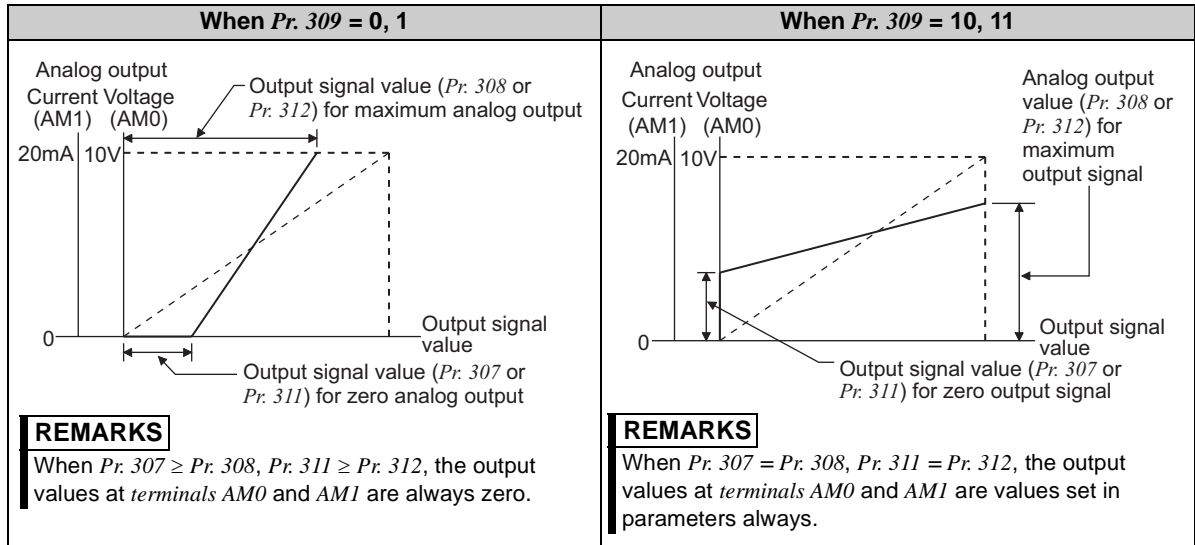 When Pr. 309 = 0, 1
Analog output
Current Voltage
(AM1) (AM0)
Output signal value (Pr. 308 or
Pr. 312) for maximum analog output
20mA 10V
0
Output signal
value
Output signal value (Pr. 307 or
Pr. 311) for zero analog output
REMARKS
When Pr. 307 ≥ Pr. 308, Pr. 311 ≥ Pr. 312, the output
values at terminals AM0 and AM1 are always zero.
When Pr. 309 = 10, 11
Analog output
Current Voltage
(AM1) (AM0)
20mA 10V
Analog output
value (Pr. 308 or
Pr. 312) for
maximum
output signal
0
Output signal
value
Output signal value (Pr. 307 or
Pr. 311) for zero output signal
REMARKS
When Pr. 307 = Pr. 308, Pr. 311 = Pr. 312, the output
values at terminals AM0 and AM1 are values set in
parameters always.